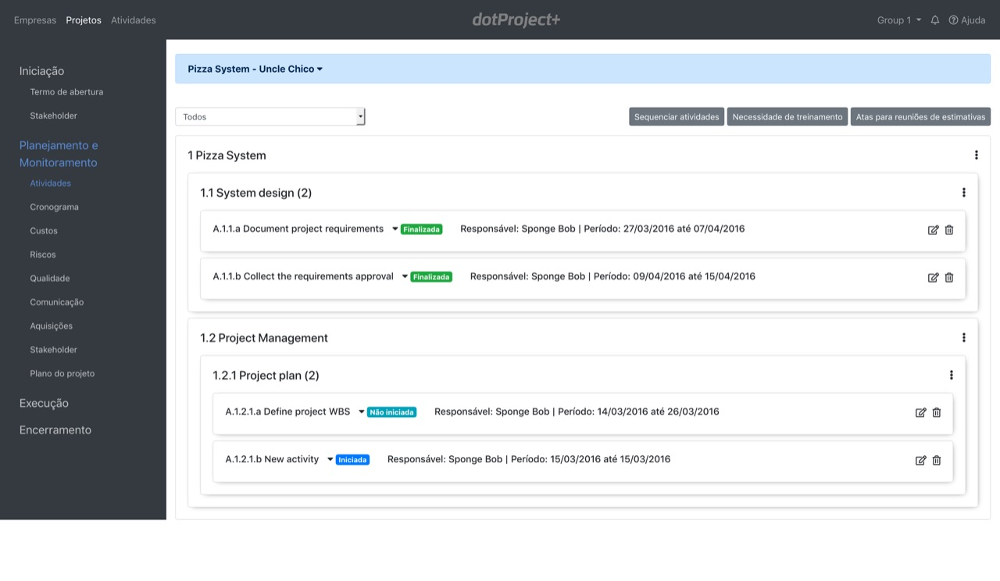 Empresas Projetos Atividades
dotProject+
Group 1 Ajuda
Iniciação
Termo de abertura
Stakeholder
Planejamento e
Monitoramento
Atividades
Cronograma
Custos
Riscos
Qualidade
Comunicação
Aquisições
Stakeholder
Plano do projeto
Execução
Encerramento
Pizza System - Uncle Chico
Todos
Sequenciar atividades Necessidade de treinamento Atas para reuniões de estimativas
1 Pizza System
1.1 System design (2)
A.1.1.a Document project requirements Finalizada Responsável: Sponge Bob | Período: 27/03/2016 até 07/04/2016
A.1.1.b Collect the requirements approval Finalizada Responsável: Sponge Bob | Período: 09/04/2016 até 15/04/2016
1.2 Project Management
1.2.1 Project plan (2)
A.1.2.1.a Define project WBS Não iniciada Responsável: Sponge Bob | Período: 14/03/2016 até 26/03/2016
A.1.2.1.b New activity Iniciada Responsável: Sponge Bob | Período: 15/03/2016 até 15/03/2016